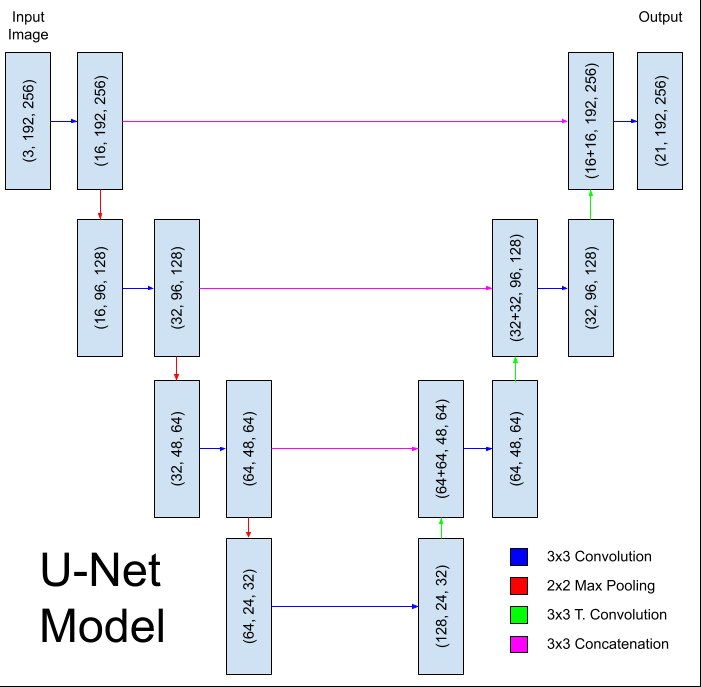 Input
Image
Output
(3, 192, 256)
(16, 192, 256)
(16+16, 192, 256)
(21, 192, 256)
(16, 96, 128)
(32, 96, 128)
(32+32, 96, 128)
(32, 96, 128)
(32, 48, 64)
(64, 48, 64)
(64+64, 48, 64)
(64, 48, 64)
(64, 24, 32)
(128, 24, 32)
U-Net
Model
3x3 Convolution
2x2 Max Pooling
3x3 T. Convolution
3x3 Concatenation